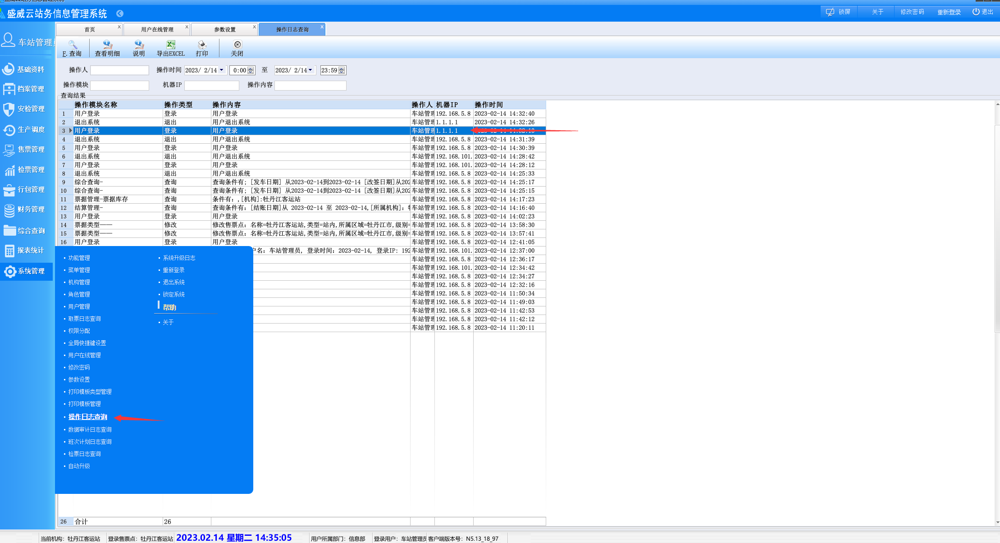 盛威云站务信息管理系统
锁屏 关于 修改密码 重新登录 退出
首页 x 用户在线管理 x 参数设置 x 操作日志查询 x
车站管理员
F.查询 查看明细 说明 导出EXCEL 打印 关闭
操作人 操作时间 2023/ 2/14 0:00 至 2023/ 2/14 23:59
操作模块 机器IP 操作内容
查询结果
操作模块名称 操作类型 操作内容 操作人 机器IP 操作时间
1 用户登录 登录 用户登录 车站管理 192.168.5.8 2023-02-14 14:32:40
2 退出系统 退出 用户退出系统 车站管理 1.1.1.1 2023-02-14 14:32:26
3 用户登录 登录 用户登录 车站管理 1.1.1.1
4 退出系统 退出 用户退出系统 车站管理 192.168.5.8 2023-02-14 14:31:39
5 用户登录 登录 用户登录 车站管理 192.168.5.8 2023-02-14 14:30:39
6 退出系统 退出 用户退出系统 车站管理 192.168.101. 2023-02-14 14:28:42
7 用户登录 登录 用户登录 车站管理 192.168.101. 2023-02-14 14:28:12
8 退出系统 退出 用户退出系统 车站管理 192.168.5.8 2023-02-14 14:25:33
9 综合查询- 查询 查询条件有; [发车日期] 从2023-02-14到2023-02-14 [改签日期]从202 车站管理 192.168.5.8 2023-02-14 14:25:17
10 综合查询- 查询 查询条件有; [发车日期] 从2023-02-14到2023-02-14 [改签日期]从202 车站管理 192.168.5.8 2023-02-14 14:25:15
11 票据管理-票据库存 查询 条件有：,[机构]:牡丹江客运站 车站管理 192.168.5.8 2023-02-14 14:17:23
12 结算管理- 查询 查询条件有：[结账日期]从 2023-02-14 至 2023-02-14,[所属机构]: 车站管理 192.168.5.8 2023-02-14 14:16:40
13 用户登录 登录 用户登录 车站管理 192.168.5.8 2023-02-14 14:02:23
14 票据类型—— 修改 修改售票点：名称=牡丹江客运站,类型=站内,所属区域=牡丹江市,级别= 车站管理 192.168.5.8 2023-02-14 13:58:30
15 票据类型—— 修改 修改售票点：名称=牡丹江客运站,类型=站内,所属区域=牡丹江市,级别= 车站管理 192.168.5.8 2023-02-14 13:57:41
16 用户登录 登录 用户登录 车站管理 192.168.5.8 2023-02-14 12:41:05
户名：车站管理员, 登录时间：2023-02-14, 登录IP: 192 车站管理 192.168.101. 2023-02-14 12:37:00
车站管理 192.168.5.8 2023-02-14 12:36:17
车站管理 192.168.101. 2023-02-14 12:34:42
车站管理 192.168.5.8 2023-02-14 12:34:27
车站管理 192.168.5.8 2023-02-14 12:32:16
车站管理 192.168.5.8 2023-02-14 11:50:34
车站管理 192.168.5.8 2023-02-14 11:49:03
车站管理 192.168.5.8 2023-02-14 11:42:53
车站管理 192.168.5.8 2023-02-14 11:42:12
车站管理 192.168.5.8 2023-02-14 11:20:11
26 合计 26
基础资料
档案管理
安检管理
生产调度
售票管理
检票管理
行包管理
财务管理
综合查询
报表统计
系统管理
功能管理
菜单管理
机构管理
角色管理
用户管理
取票日志查询
权限分配
全局快捷键设置
用户在线管理
修改密码
参数设置
打印模板类型管理
打印模板管理
操作日志查询
数据审计日志查询
班次计划日志查询
检票日志查询
自动升级
系统升级日志
重新登录
退出系统
锁定系统
帮助
关于
当前机构：牡丹江客运站 登录售票点：牡丹江客运站 2023.02.14 星期二 14:35:05 用户所属部门：信息部 登录用户：车站管理员 客户端版本号：N5.13_18_97